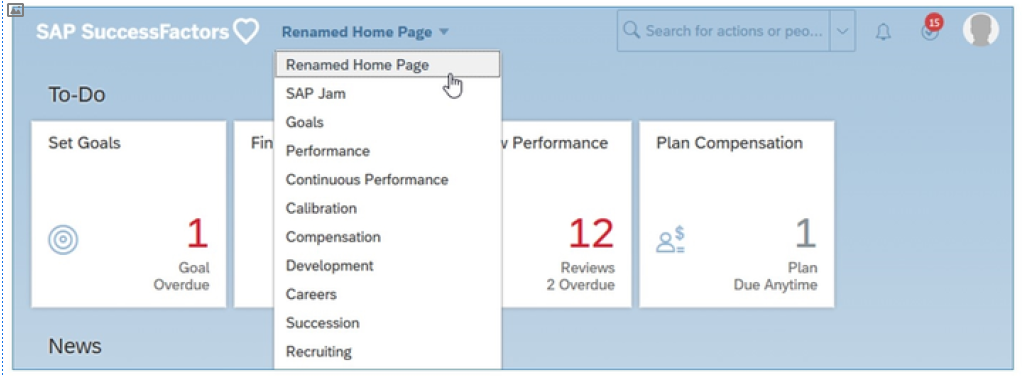 SAP SuccessFactors
Renamed Home Page
Search for actions or peo...
15
Renamed Home Page
SAP Jam
Goals
Performance
Continuous Performance
Calibration
Compensation
Development
Careers
Succession
Recruiting
To-Do
Set Goals
1
Goal
Overdue
Fin
Performance
12
Reviews
2 Overdue
Plan Compensation
$
1
Plan
Due Anytime
News